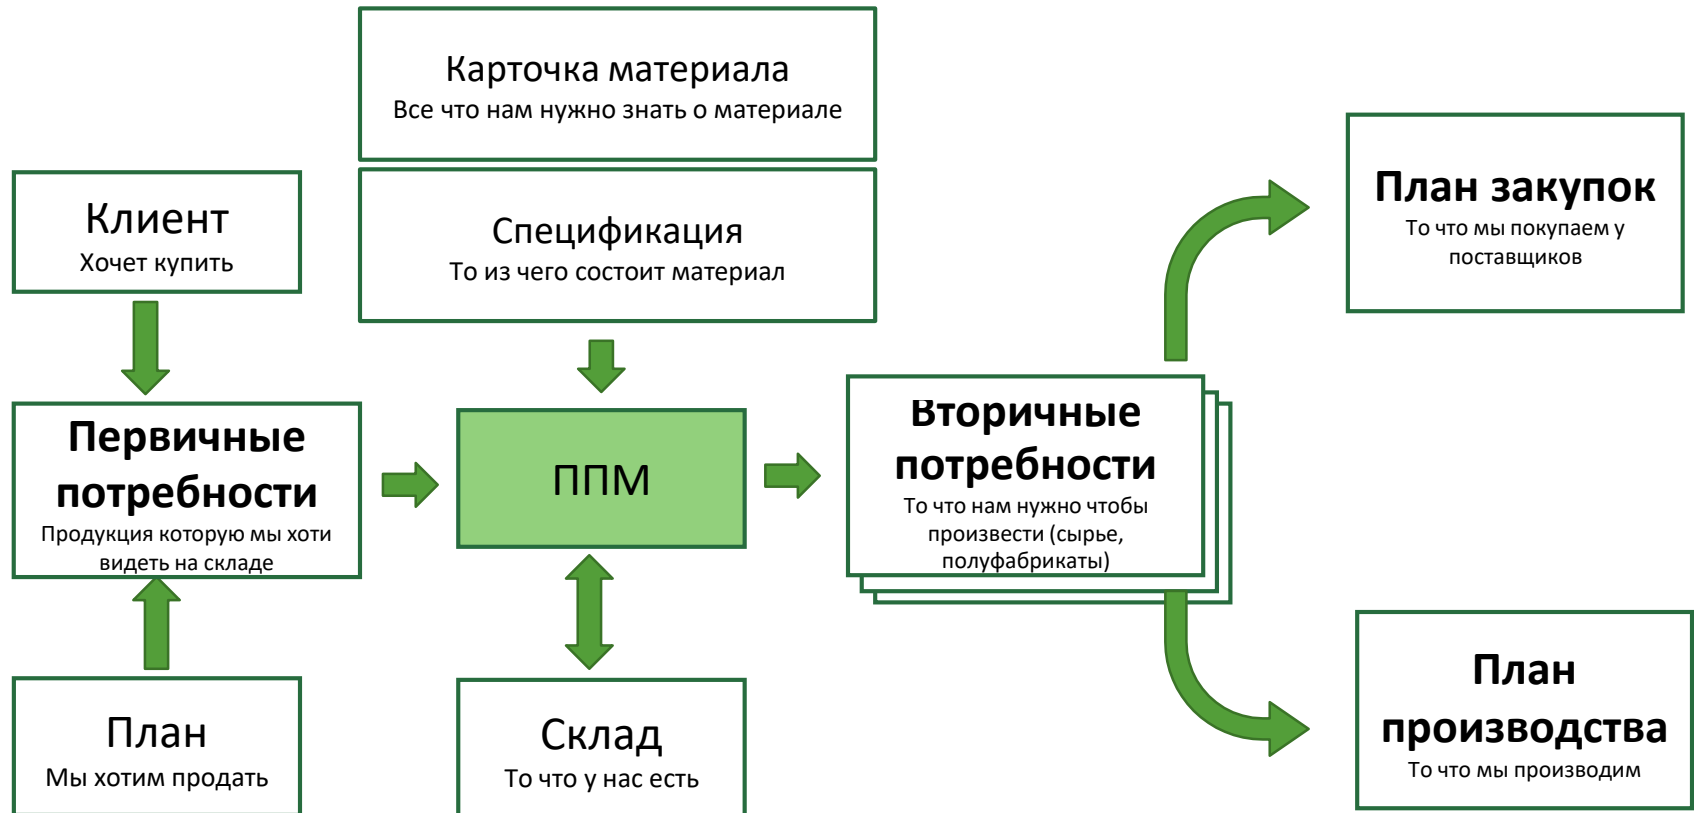 Карточка материала
Все что нам нужно знать о материале
Клиент
Хочет купить
Спецификация
То из чего состоит материал
План закупок
То что мы покупаем у
поставщиков
Первичные
потребности
Продукция которую мы хоти
видеть на складе
ППМ
Вторичные
потребности
То что нам нужно чтобы
произвести (сырье,
полуфабрикаты)
План
Мы хотим продать
Склад
То что у нас есть
План
производства
То что мы производим